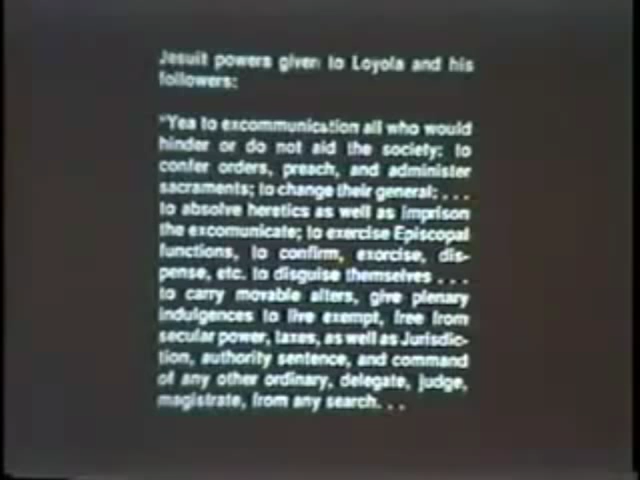 Jesuit powers given to Loyola and his
followers:
"Yea to excommunication all who would
hinder or do not aid the society: to
confer orders, preach, and administer
sacraments; to change their general: . . .
to absolve heretics as well as imprison
the excomunicate; to exercise Episcopal
functions, to confirm, exorcise, dis-
pense, etc. to disguise themselves . . .
to carry movable alters, give plenary
indulgences to live exempt, free from
secular power, taxes, as well as Jurisdic-
tion, authority sentence, and command
of any other ordinary, delegate, judge,
magistrate, from any search. . .